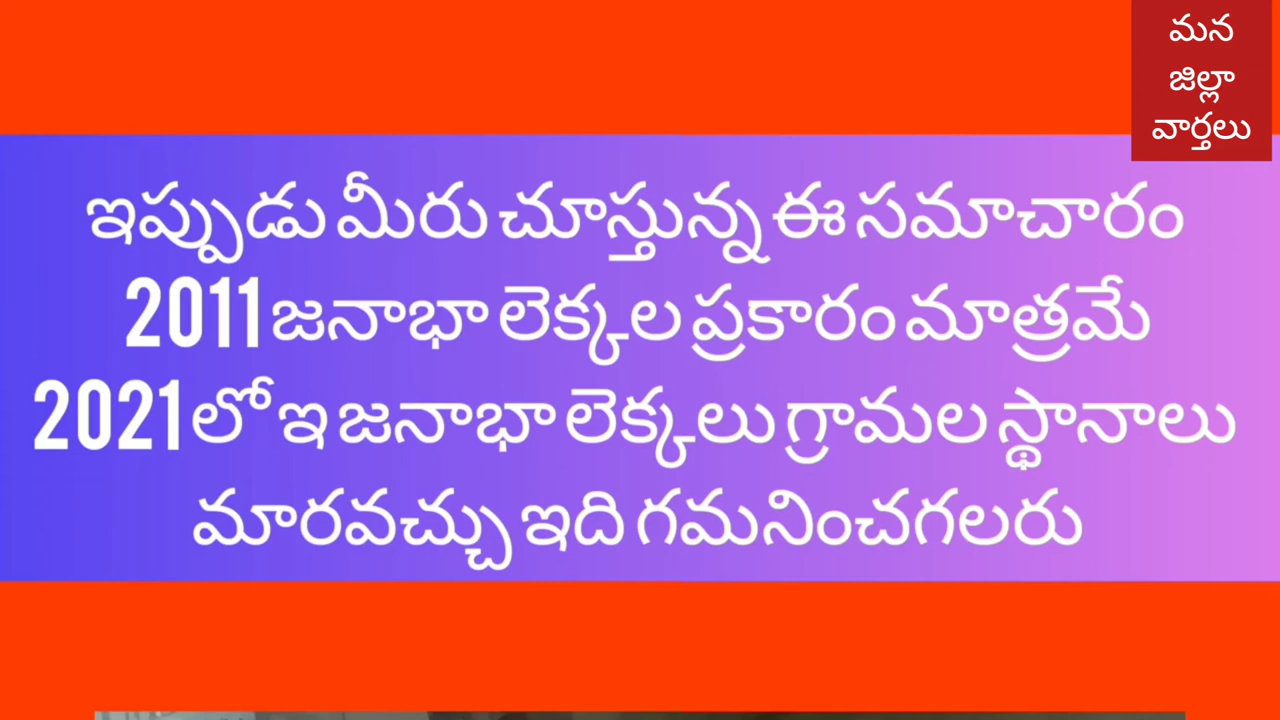 మన
జిల్లా
వార్తలు
ఇప్పుడు మీరు చూస్తున్న ఈ సమాచారం
2011 జనాభా లెక్కల ప్రకారం మాత్రమే
2021 లో ఇ జనాభా లెక్కలు గ్రామల స్థానాలు
మారవచ్చు ఇది గమనించగలరు